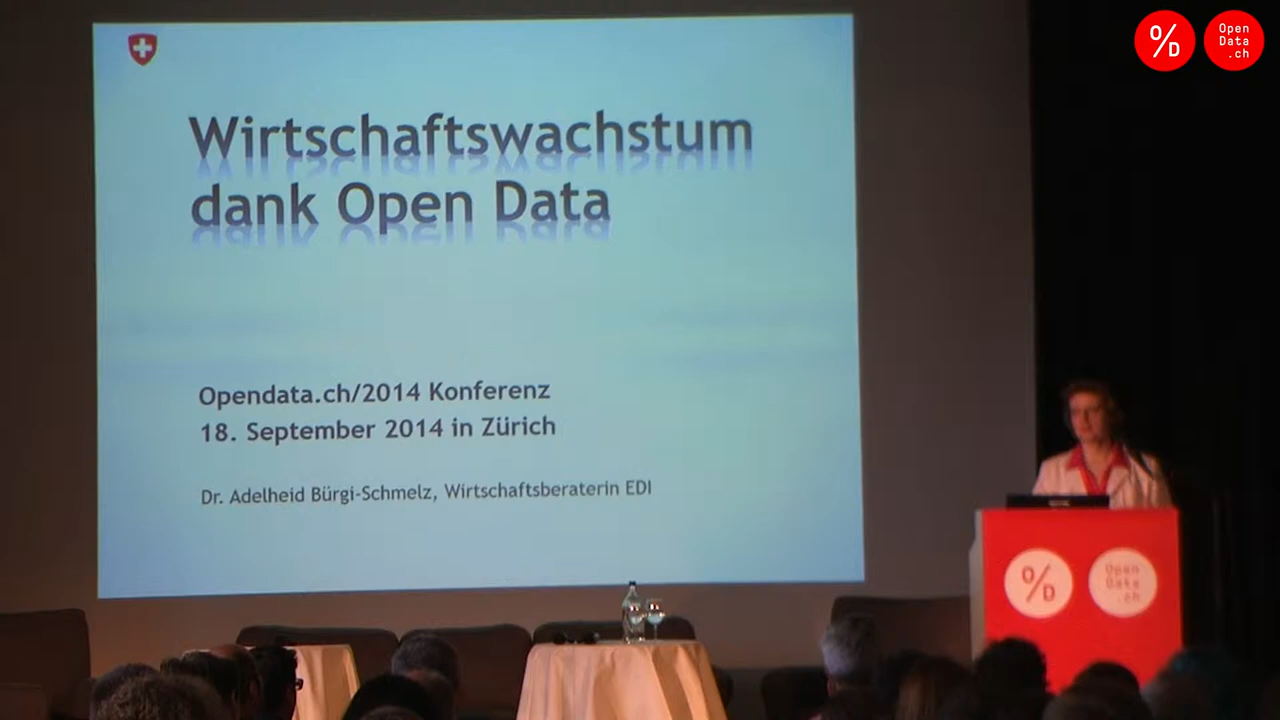 Wirtschaftswachstum
dank Open Data
Opendata.ch/2014 Konferenz
18. September 2014 in Zürich
Dr. Adelheid Bürgi-Schmelz, Wirtschaftsberaterin EDI
%D
Open
Data
.ch
%D
Open
Data
.ch